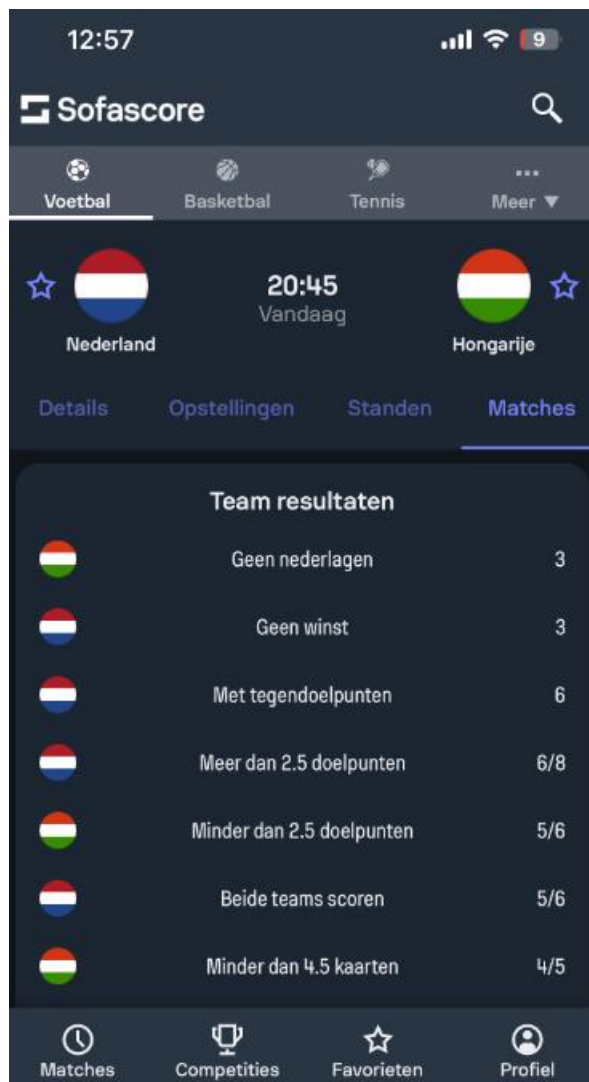 12:57
9
Sofascore
Voetbal Basketbal Tennis Meer ▼
20:45
Vandaag
Nederland Hongarije
Details Opstellingen Standen Matches
Team resultaten
Geen nederlagen 3
Geen winst 3
Met tegendoelpunten 6
Meer dan 2.5 doelpunten 6/8
Minder dan 2.5 doelpunten 5/6
Beide teams scoren 5/6
Minder dan 4.5 kaarten 4/5
Matches Competities Favorieten Profiel